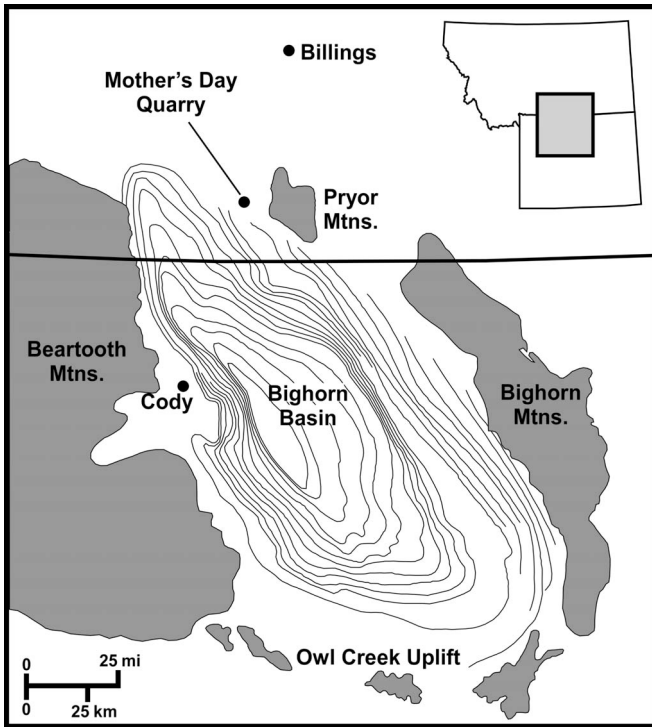 Billings
Mother's Day
Quarry
Pryor
Mtns.
Beartooth
Mtns.
Cody
Bighorn
Basin
Bighorn
Mtns.
Owl Creek Uplift
0
25 mi
0
25 km